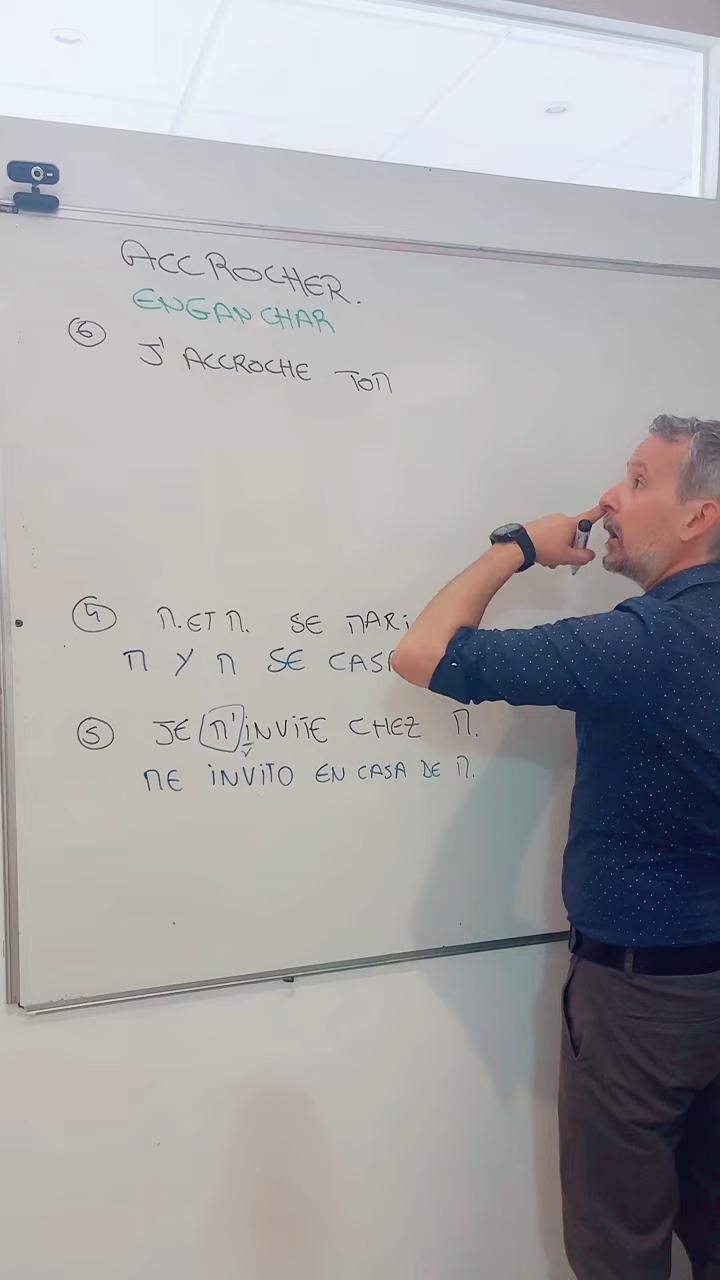 ACCROCHER.
ENGANCHAR
6 J'ACCROCHE TON
4 M. ET M. SE MARI
M Y M SE CASA
5 JE M'INVITE CHEZ M.
ME INVITO EN CASA DE M.